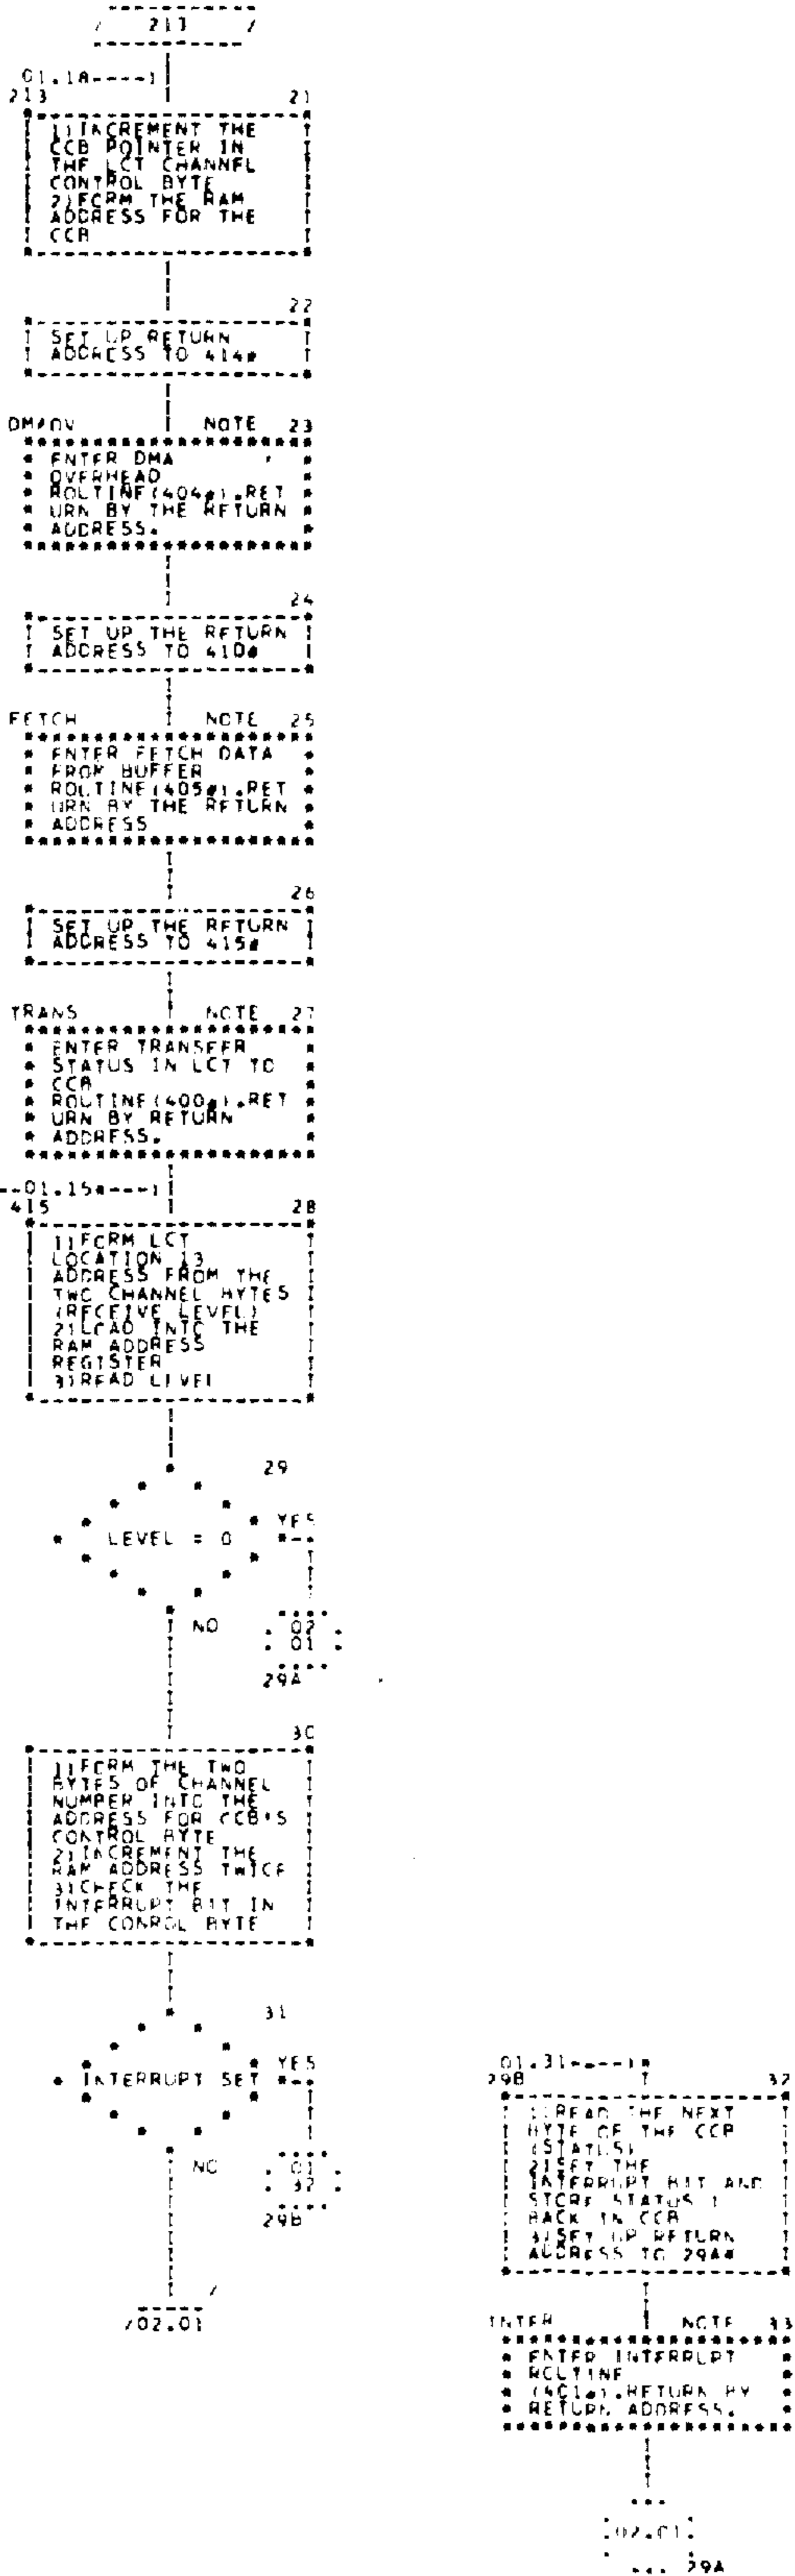 / 213 /
01.18----
213 21
1)INCREMENT THE
CCB POINTER IN
THE LCT CHANNEL
CONTROL BYTE
2)FORM THE RAM
ADDRESS FOR THE
CCB
22
SET UP RETURN
ADDRESS TO 414#
DMAOV NOTE 23
ENTER DMA
OVERHEAD
ROUTINE(404#).RET
URN BY THE RETURN
ADDRESS.
24
SET UP THE RETURN
ADDRESS TO 410#
FETCH NOTE 25
ENTER FETCH DATA
FROM BUFFER
ROUTINE(405#).RET
URN BY THE RETURN
ADDRESS
26
SET UP THE RETURN
ADDRESS TO 415#
TRANS NOTE 27
ENTER TRANSFER
STATUS IN LCT TO
CCB
ROUTINE(400#).RET
URN BY RETURN
ADDRESS.
--01.15*---
415 28
1)FORM LCT
LOCATION 13
ADDRESS FROM THE
TWO CHANNEL BYTES
(RECEIVE LEVEL)
2)LOAD INTO THE
RAM ADDRESS
REGISTER
3)READ LEVEL
29
LEVEL = 0 YES
NO
02
01
29A
30
1)FORM THE TWO
BYTES OF CHANNEL
NUMBER INTO THE
ADDRESS FOR CCB'S
CONTROL BYTE
2)INCREMENT THE
RAM ADDRESS TWICE
3)CHECK THE
INTERRUPT BIT IN
THE CONROL BYTE
31
INTERRUPT SET YES
NO
01
32
29B
/02.01
/
01.31----
29B 32
1)READ THE NEXT
BYTE OF THE CCB
(STATUS)
2)SET THE
INTERRUPT BIT AND
STORE STATUS 1
BACK IN CCB
3)SET UP RETURN
ADDRESS TO 29A#
INTER NOTE 33
ENTER INTERRUPT
ROUTINE
(401#).RETURN BY
RETURN ADDRESS.
02.01
29A